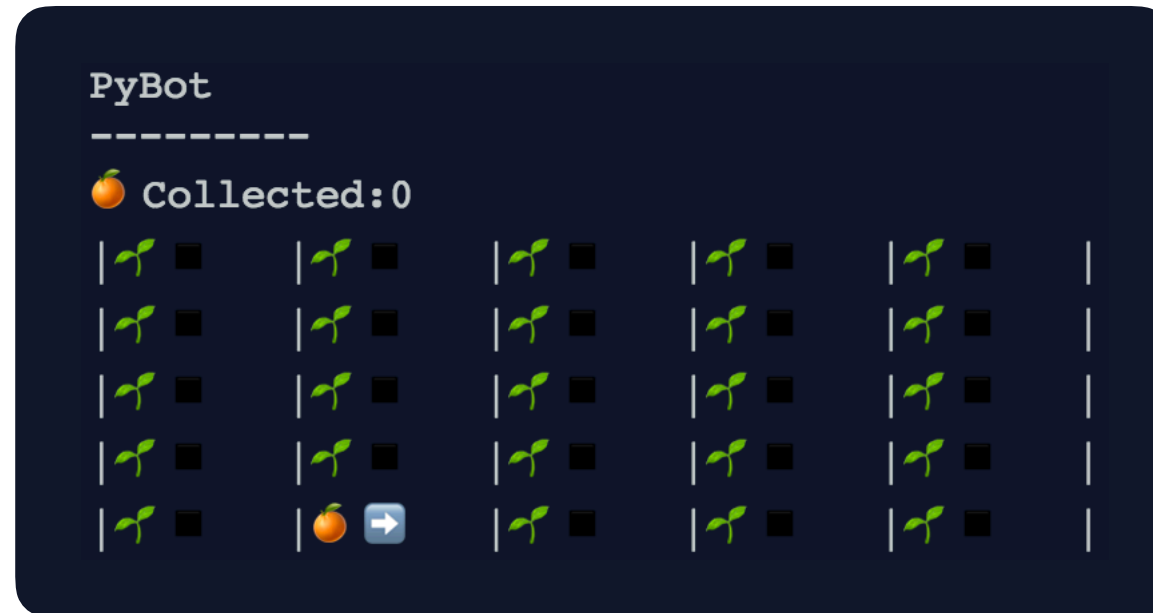 PyBot
---------
🍊 Collected:0
|🌱 ◾ |🌱 ◾ |🌱 ◾ |🌱 ◾ |🌱 ◾ |
|🌱 ◾ |🌱 ◾ |🌱 ◾ |🌱 ◾ |🌱 ◾ |
|🌱 ◾ |🌱 ◾ |🌱 ◾ |🌱 ◾ |🌱 ◾ |
|🌱 ◾ |🌱 ◾ |🌱 ◾ |🌱 ◾ |🌱 ◾ |
|🌱 ◾ |🍊 ➡️ |🌱 ◾ |🌱 ◾ |🌱 ◾ |